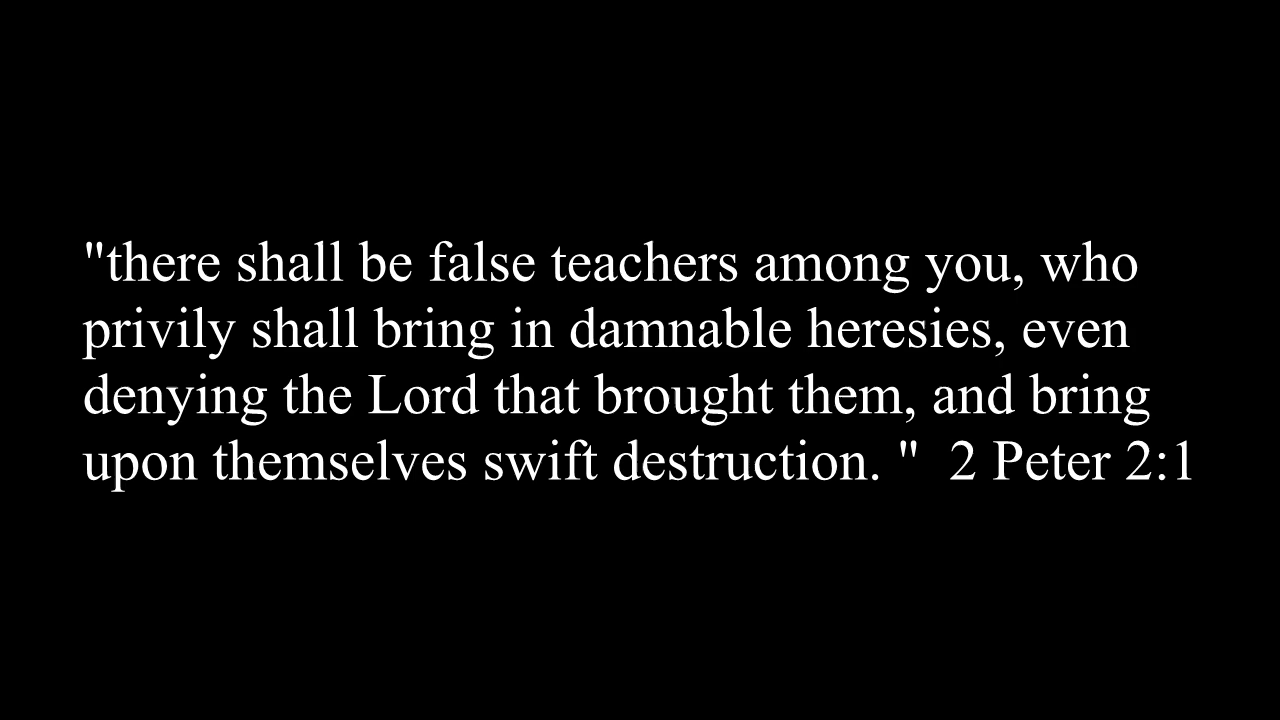 "there shall be false teachers among you, who
privily shall bring in damnable heresies, even
denying the Lord that brought them, and bring
upon themselves swift destruction. "  2 Peter 2:1